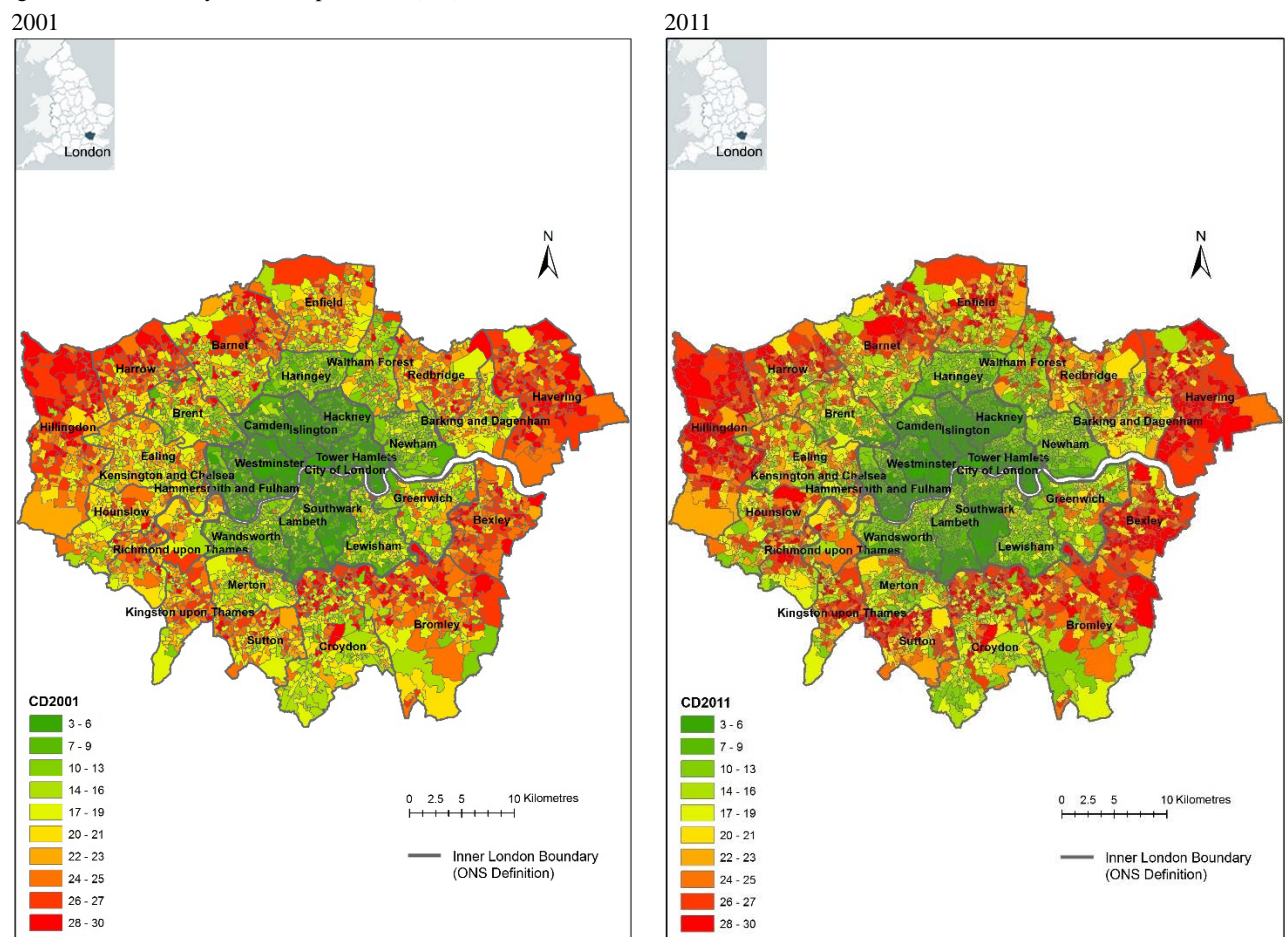 2001
2011
London
N
Enfield
Barnet
Harrow
Waltham Forest
Haringey
Redbridge
Havering
Brent
Hackney
Camden
Islington
Barking and Dagenham
Hillingdon
Newham
Ealing
Westminster
Tower Hamlets
City of London
Kensington and Chelsea
Hammersmith and Fulham
Greenwich
Hounslow
Southwark
Bexley
Lambeth
Wandsworth
Richmond upon Thames
Lewisham
Merton
Kingston upon Thames
Bromley
Sutton
Croydon
CD2001
3 - 6
7 - 9
10 - 13
14 - 16
17 - 19
20 - 21
22 - 23
24 - 25
26 - 27
28 - 30
0 2.5 5 10 Kilometres
Inner London Boundary
(ONS Definition)
London
N
Enfield
Barnet
Harrow
Waltham Forest
Haringey
Redbridge
Havering
Brent
Hackney
Camden
Islington
Barking and Dagenham
Hillingdon
Newham
Ealing
Westminster
Tower Hamlets
City of London
Kensington and Chelsea
Hammersmith and Fulham
Greenwich
Hounslow
Southwark
Bexley
Lambeth
Wandsworth
Richmond upon Thames
Lewisham
Merton
Kingston upon Thames
Bromley
Sutton
Croydon
CD2011
3 - 6
7 - 9
10 - 13
14 - 16
17 - 19
20 - 21
22 - 23
24 - 25
26 - 27
28 - 30
0 2.5 5 10 Kilometres
Inner London Boundary
(ONS Definition)